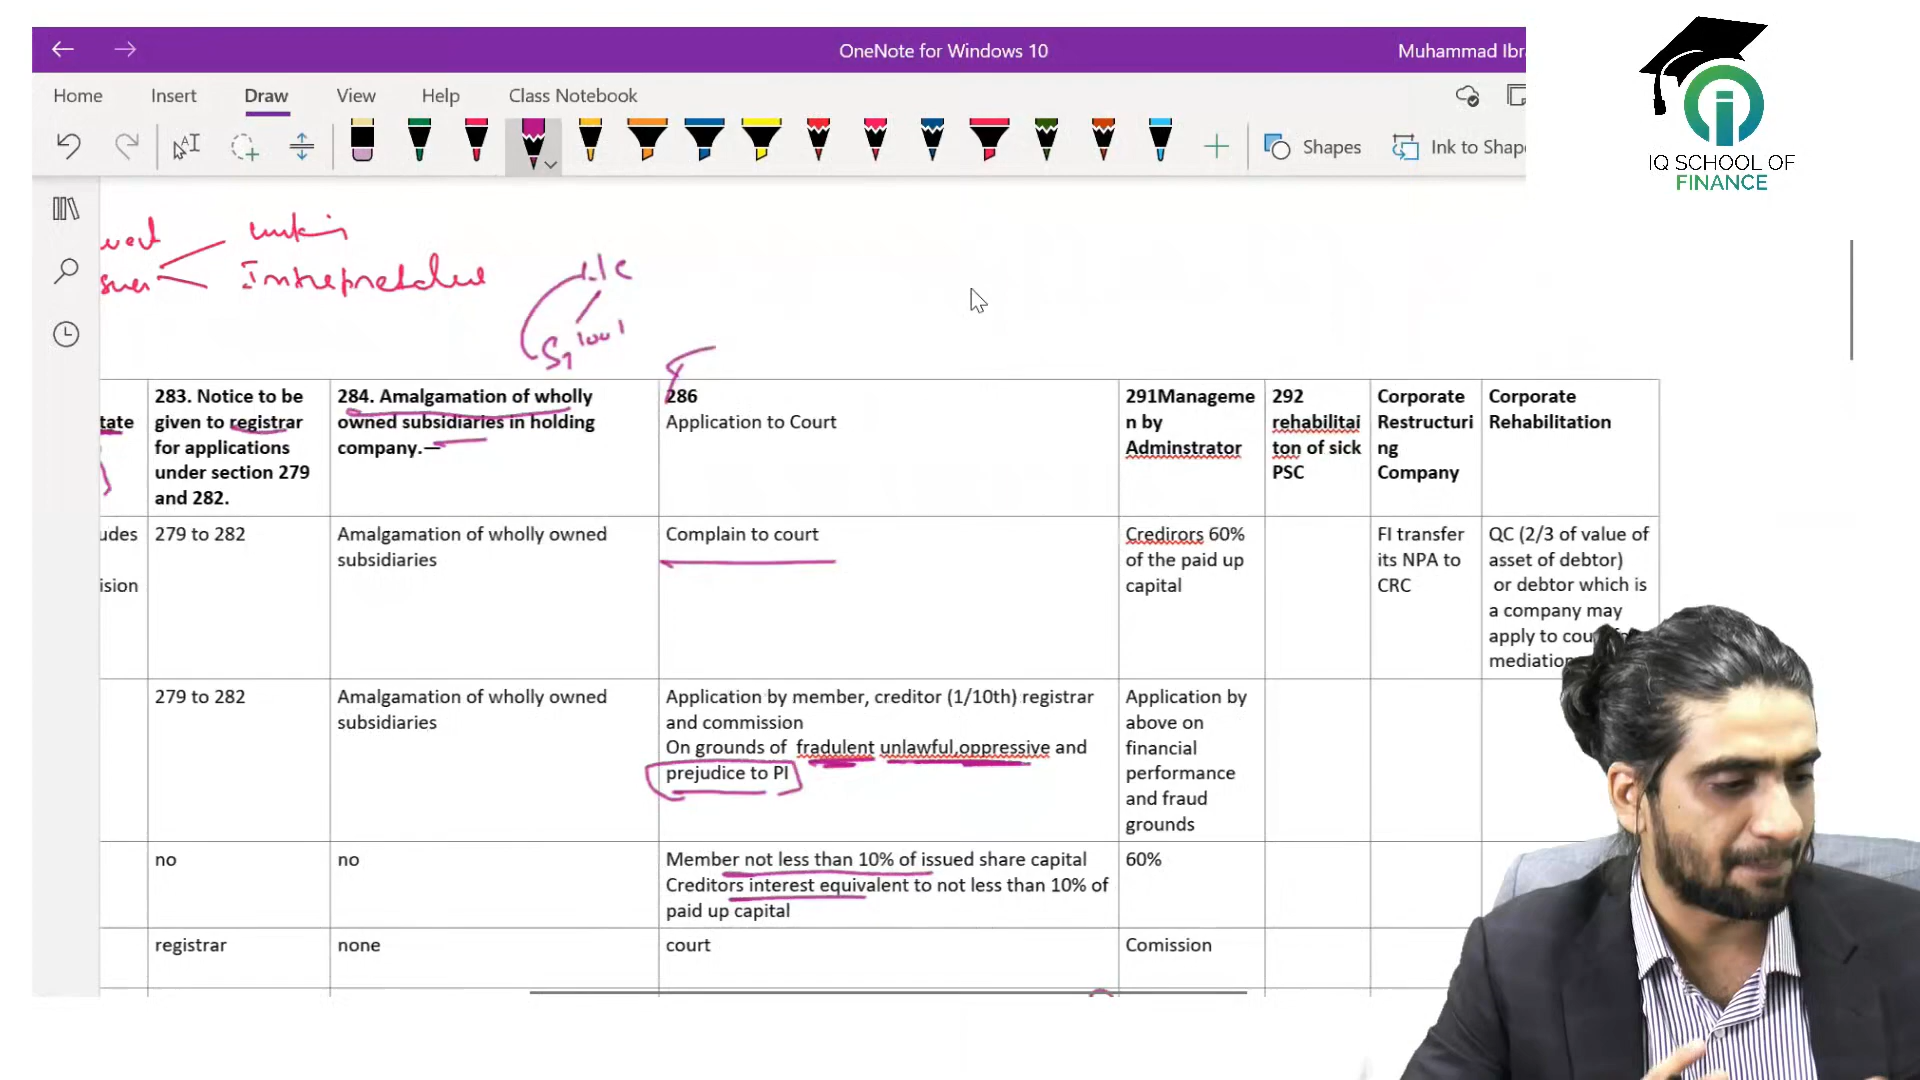 OneNote for Windows 10
Muhammad Ibr
Home
Insert
Draw
View
Help
Class Notebook
Shapes
Ink to Shap
IQ SCHOOL OF
FINANCE
283. Notice to be
given to registrar
for applications
under section 279
and 282.
284. Amalgamation of wholly
owned subsidiaries in holding
company.—
286
Application to Court
291Manageme
n by
Adminstrator
292
rehabilitai
ton of sick
PSC
Corporate
Restructuri
ng
Company
Corporate
Rehabilitation
tate
udes
ision
279 to 282
Amalgamation of wholly owned
subsidiaries
Complain to court
Credirors 60%
of the paid up
capital
FI transfer
its NPA to
CRC
QC (2/3 of value of
asset of debtor)
or debtor which is
a company may
apply to cou
mediation
279 to 282
Amalgamation of wholly owned
subsidiaries
Application by member, creditor (1/10th) registrar
and commission
On grounds of fradulent unlawful,oppressive and
prejudice to PI
Application by
above on
financial
performance
and fraud
grounds
no
no
Member not less than 10% of issued share capital
Creditors interest equivalent to not less than 10% of
paid up capital
60%
registrar
none
court
Comission